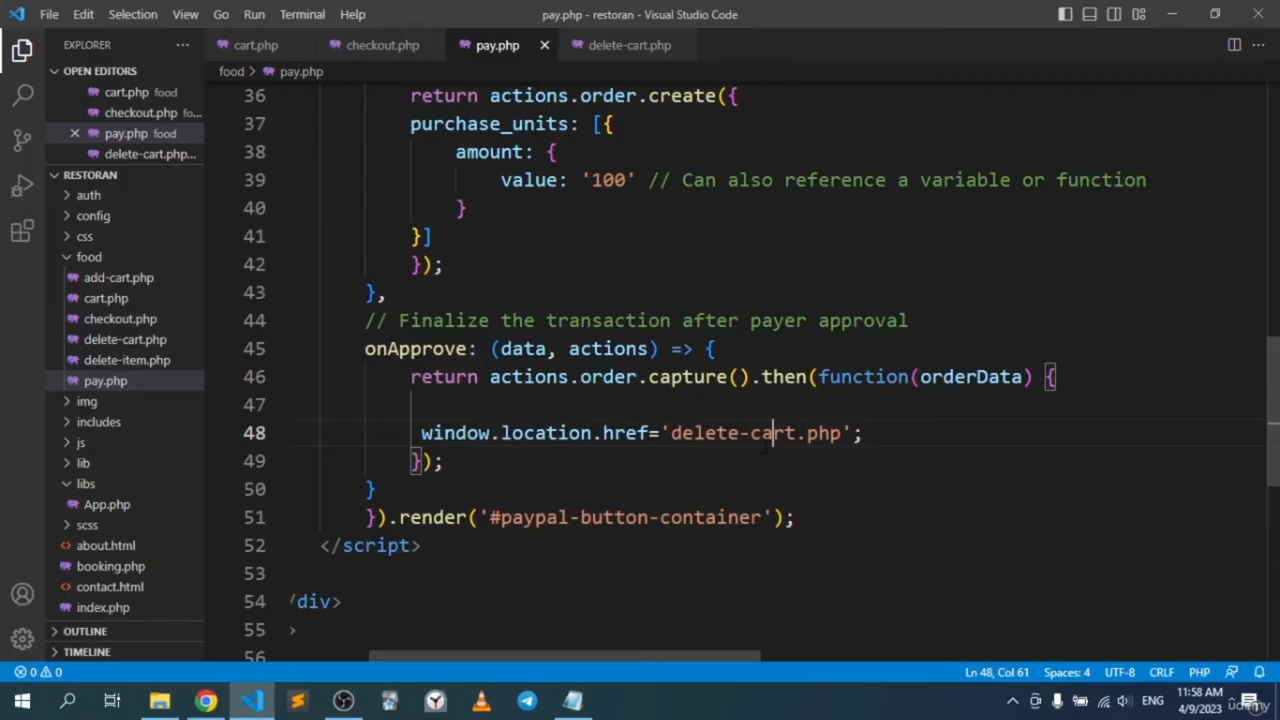 File Edit Selection View Go Run Terminal Help pay.php - restoran - Visual Studio Code
EXPLORER ... cart.php checkout.php pay.php × delete-cart.php
OPEN EDITORS
cart.php food
checkout.php fo...
× pay.php food
delete-cart.php...
RESTORAN
auth
config
css
food
add-cart.php
cart.php
checkout.php
delete-cart.php
delete-item.php
pay.php
img
includes
js
lib
libs
App.php
scss
about.html
booking.php
contact.html
index.php
OUTLINE
TIMELINE
food > pay.php
36 return actions.order.create({
37 purchase_units: [{
38 amount: {
39 value: '100' // Can also reference a variable or function
40 }
41 }]
42 });
43 },
44 // Finalize the transaction after payer approval
45 onApprove: (data, actions) => {
46 return actions.order.capture().then(function(orderData) {
47
48 window.location.href='delete-cart.php';
49 });
50 }
51 }).render('#paypal-button-container');
52 </script>
53
54 /div>
55 >
56
0 0 Ln 48, Col 61 Spaces: 4 UTF-8 CRLF PHP
ENG 11:58 AM
4/9/2023
udemy